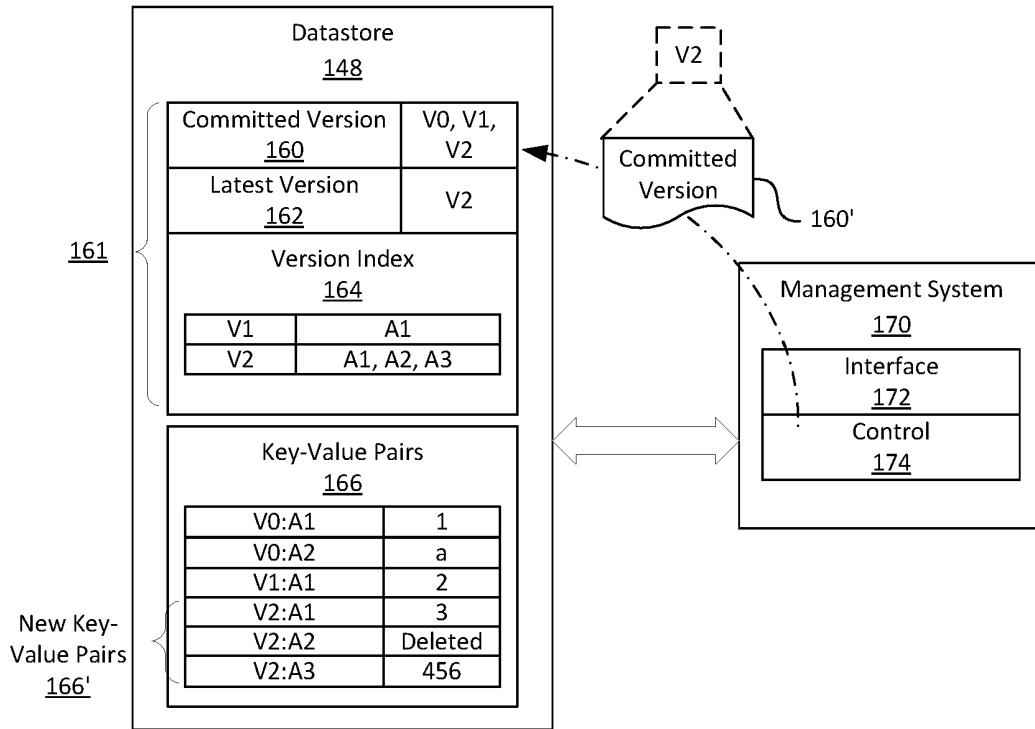 Datastore
148
Committed Version
160
V0, V1,
V2
Latest Version
162
V2
161
Version Index
164
V1 A1
V2 A1, A2, A3
Key-Value Pairs
166
V0:A1 1
V0:A2 a
V1:A1 2
V2:A1 3
V2:A2 Deleted
V2:A3 456
New Key-
Value Pairs
166'
V2
Committed
Version
160'
Management System
170
Interface
172
Control
174